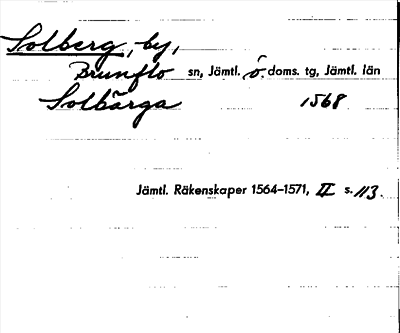 Solberg, by,
Brunflo sn, Jämtl. ö. doms. tg, Jämtl. län
Solbärga 1568
Jämtl. Räkenskaper 1564–1571, II s. 113.